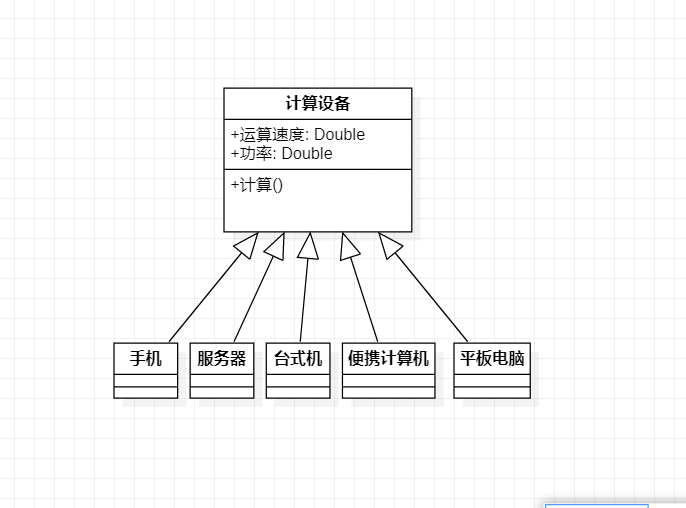 计算设备
+运算速度: Double
+功率: Double
+计算()
手机
服务器
台式机
便携计算机
平板电脑